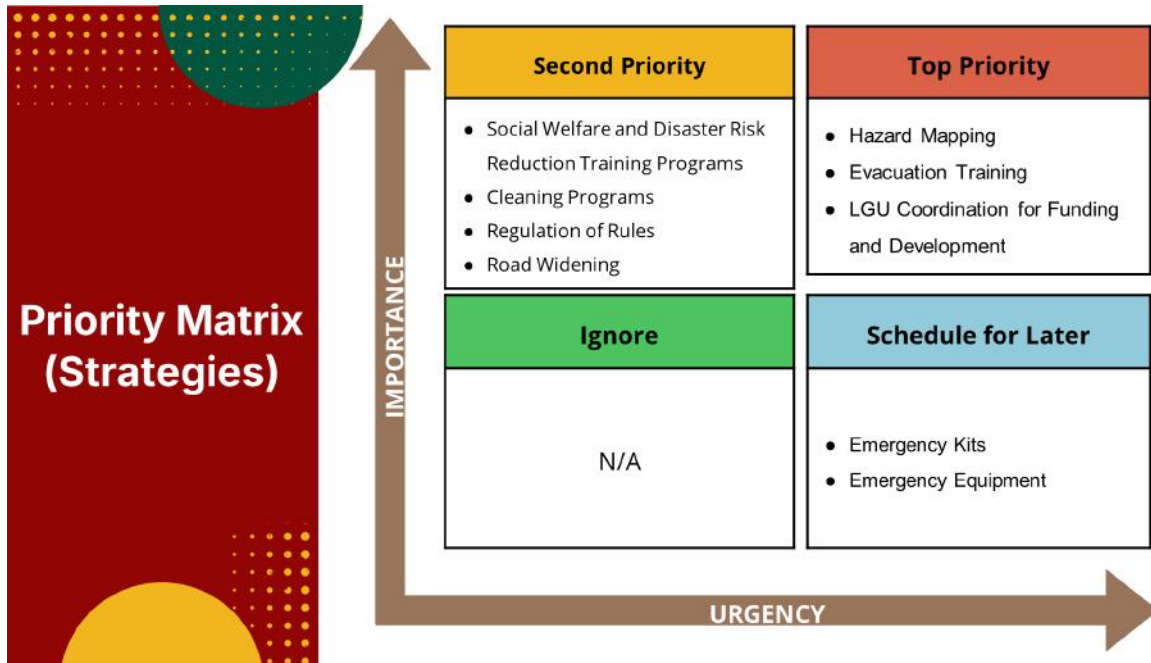 Priority Matrix
(Strategies)
IMPORTANCE
Second Priority
● Social Welfare and Disaster Risk
Reduction Training Programs
● Cleaning Programs
● Regulation of Rules
● Road Widening
Top Priority
● Hazard Mapping
● Evacuation Training
● LGU Coordination for Funding
and Development
Ignore
N/A
Schedule for Later
● Emergency Kits
● Emergency Equipment
URGENCY